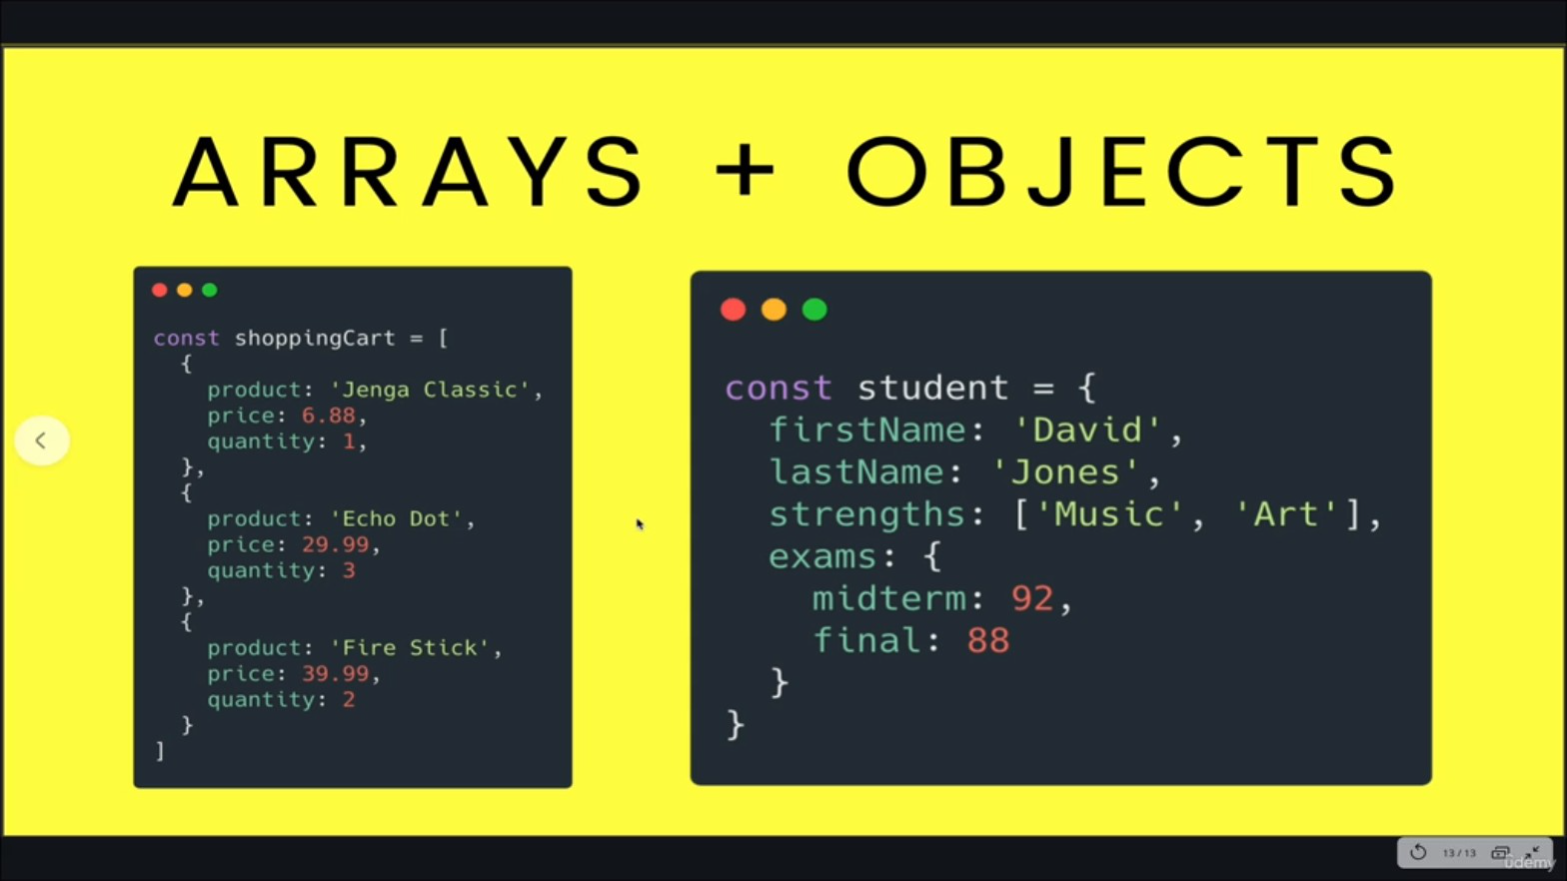 ARRAYS + OBJECTS
const shoppingCart = [
  {
    product: 'Jenga Classic',
    price: 6.88,
    quantity: 1,
  },
  {
    product: 'Echo Dot',
    price: 29.99,
    quantity: 3
  },
  {
    product: 'Fire Stick',
    price: 39.99,
    quantity: 2
  }
]
const student = {
  firstName: 'David',
  lastName: 'Jones',
  strengths: ['Music', 'Art'],
  exams: {
    midterm: 92,
    final: 88
  }
}
13 / 13
ûdemy